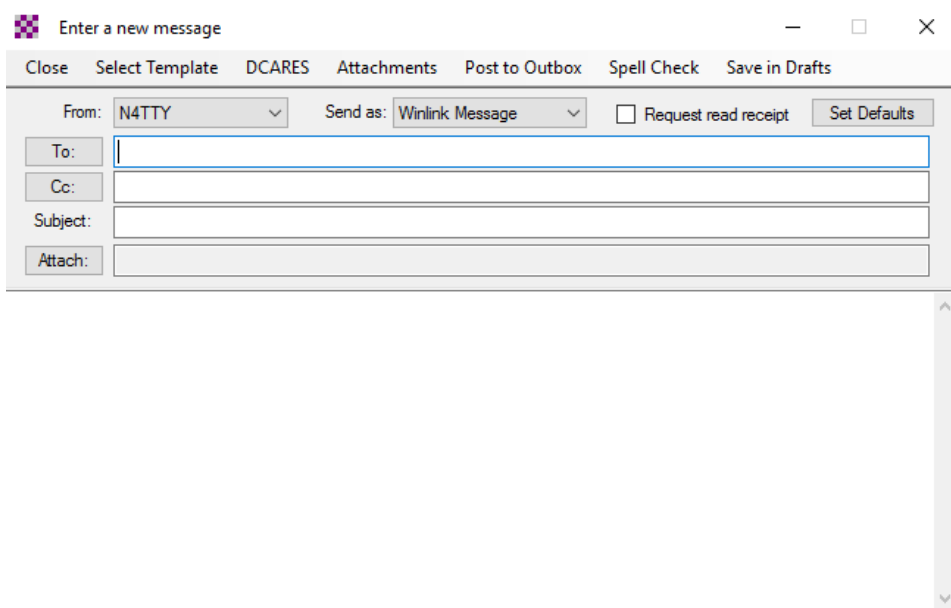 Enter a new message
Close Select Template DCARES Attachments Post to Outbox Spell Check Save in Drafts
From: N4TTY Send as: Winlink Message Request read receipt Set Defaults
To:
Cc:
Subject:
Attach: